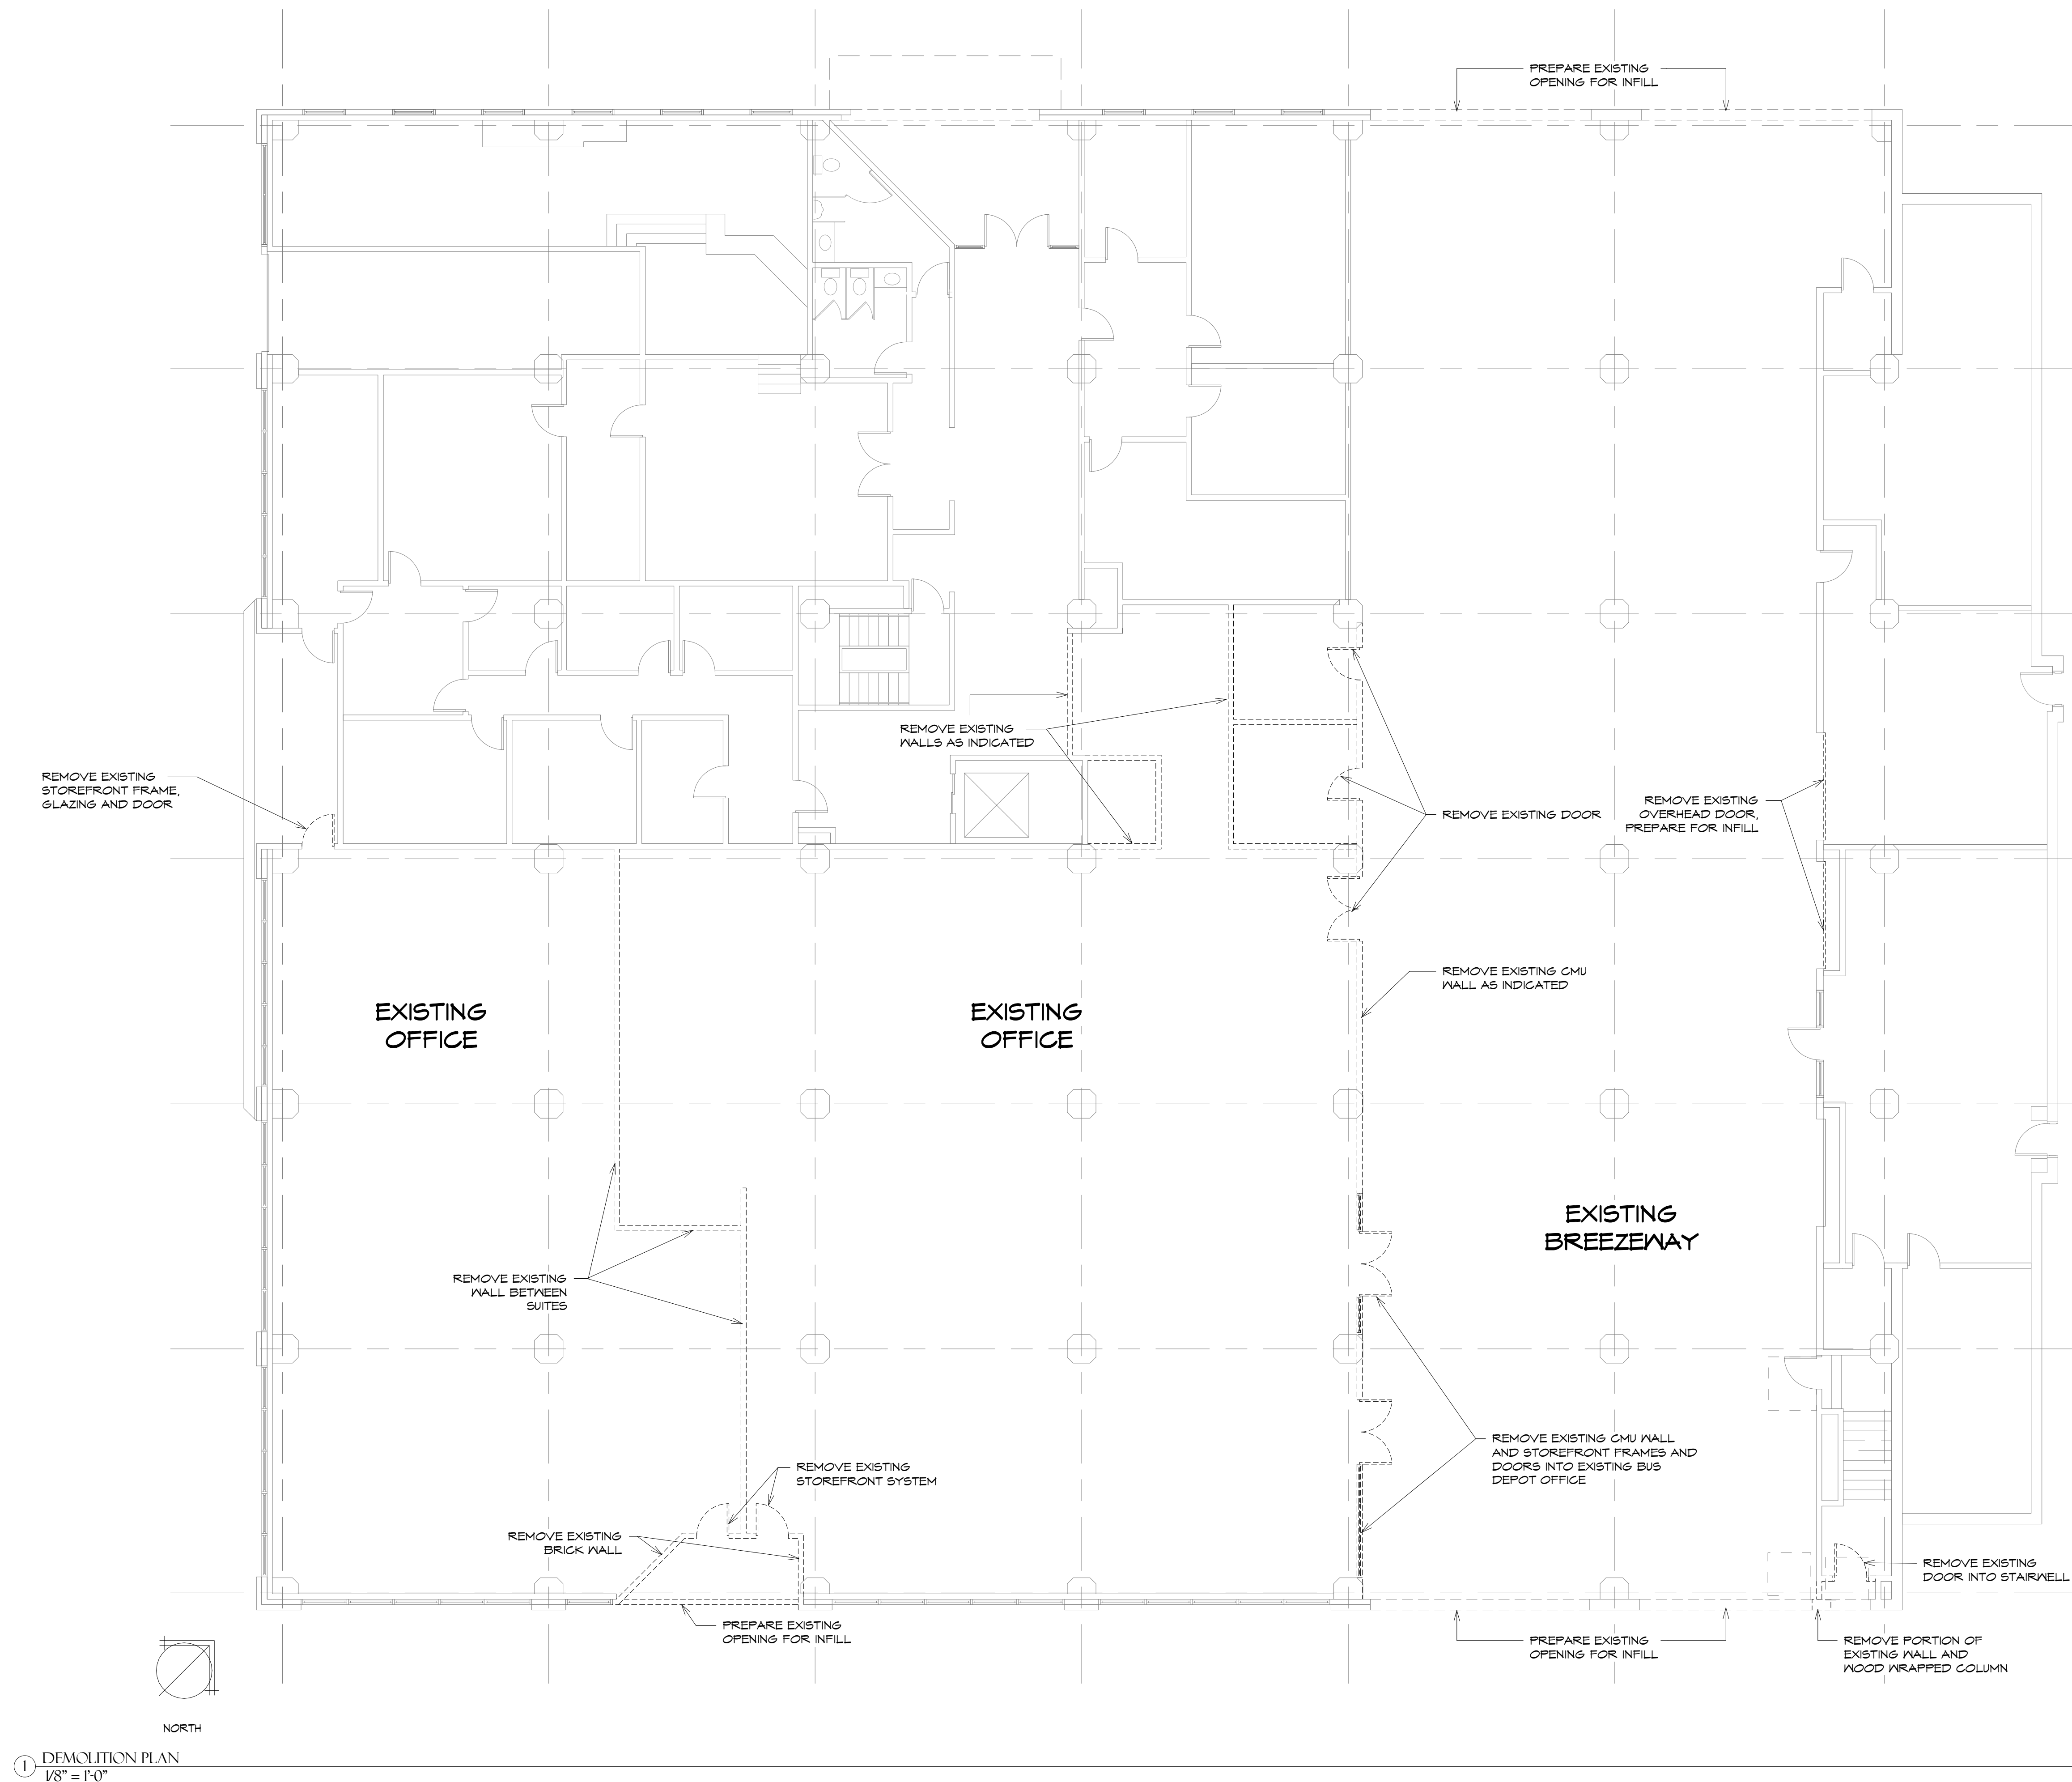 PREPARE EXISTING
OPENING FOR INFILL
REMOVE EXISTING
WALLS AS INDICATED
REMOVE EXISTING
STOREFRONT FRAME,
GLAZING AND DOOR
REMOVE EXISTING DOOR
REMOVE EXISTING
OVERHEAD DOOR,
PREPARE FOR INFILL
REMOVE EXISTING CMU
WALL AS INDICATED
EXISTING
OFFICE
EXISTING
OFFICE
EXISTING
BREEZEWAY
REMOVE EXISTING
WALL BETWEEN
SUITES
REMOVE EXISTING CMU WALL
AND STOREFRONT FRAMES AND
DOORS INTO EXISTING BUS
DEPOT OFFICE
REMOVE EXISTING
STOREFRONT SYSTEM
REMOVE EXISTING
BRICK WALL
REMOVE EXISTING
DOOR INTO STAIRWELL
PREPARE EXISTING
OPENING FOR INFILL
PREPARE EXISTING
OPENING FOR INFILL
REMOVE PORTION OF
EXISTING WALL AND
WOOD WRAPPED COLUMN
NORTH
1 DEMOLITION PLAN
1/8" = 1'-0"